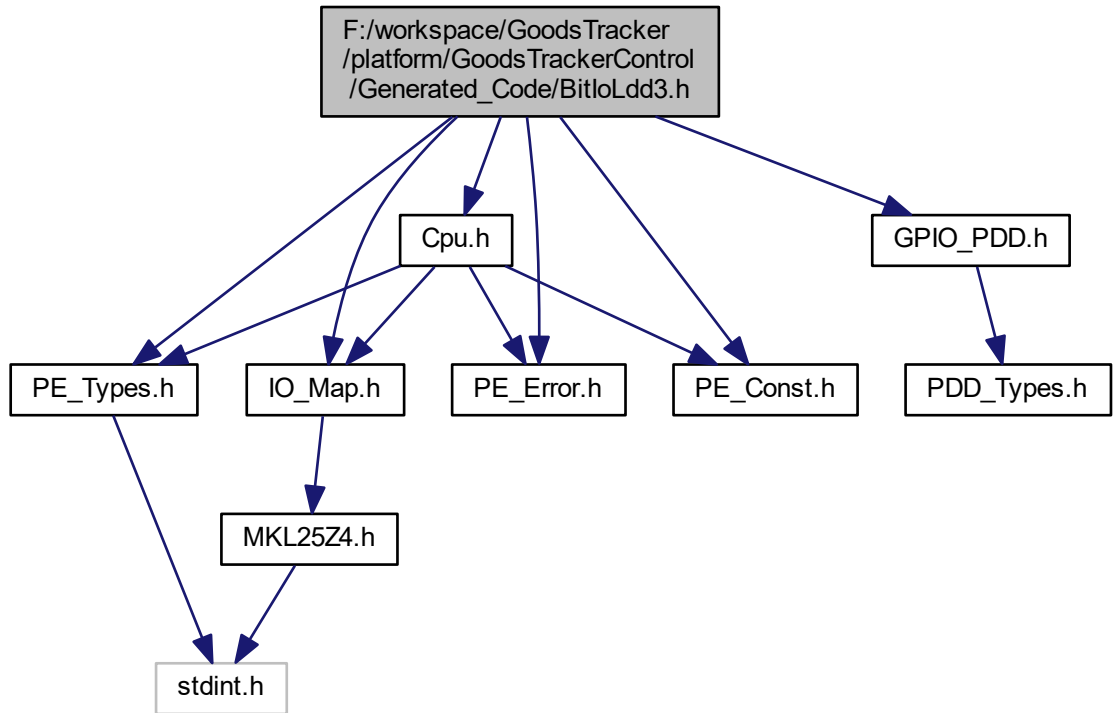 F:/workspace/GoodsTracker
/platform/GoodsTrackerControl
/Generated_Code/BitIoLdd3.h
Cpu.h
GPIO_PDD.h
PE_Types.h
IO_Map.h
PE_Error.h
PE_Const.h
PDD_Types.h
MKL25Z4.h
stdint.h